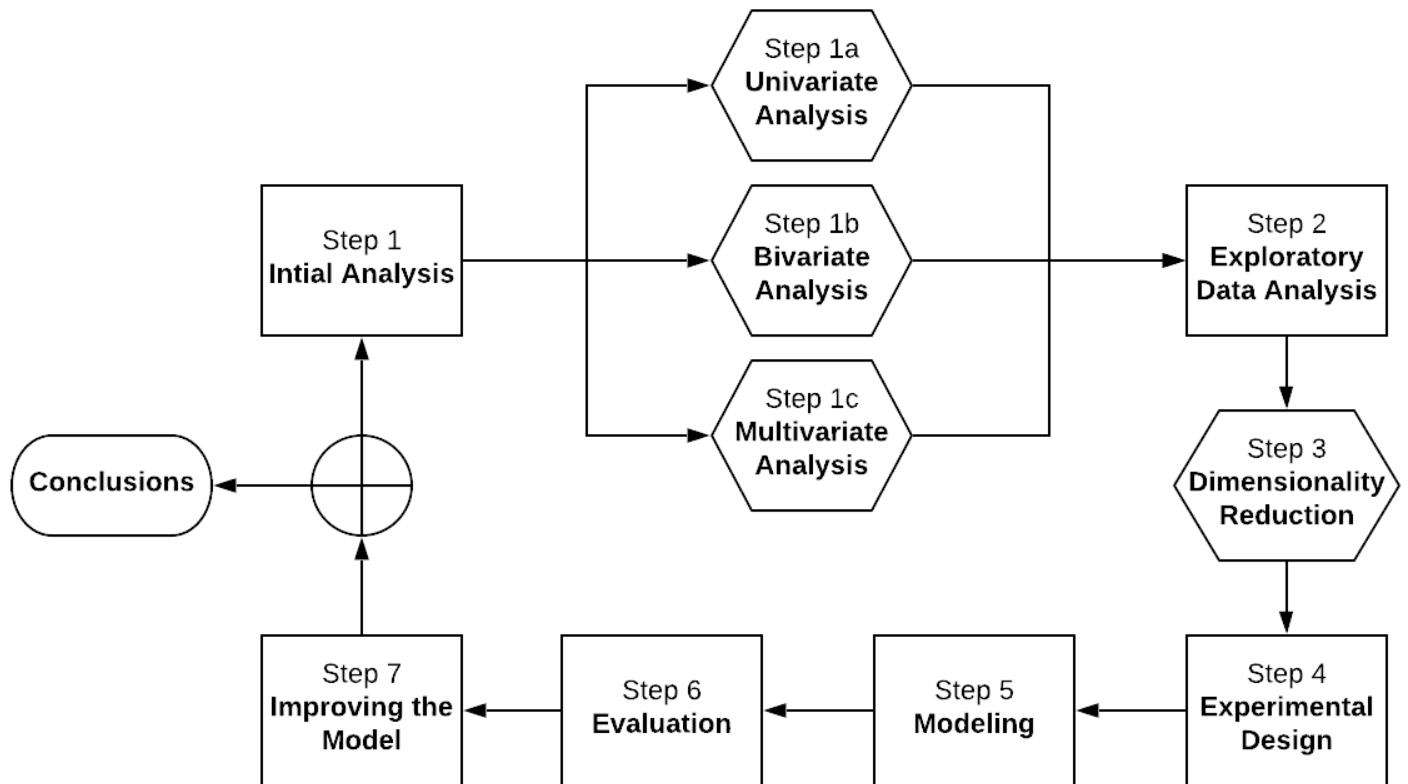 Step 1a
Univariate
Analysis
Step 1
Intial Analysis
Step 1b
Bivariate
Analysis
Step 2
Exploratory
Data Analysis
Step 1c
Multivariate
Analysis
Conclusions
Step 3
Dimensionality
Reduction
Step 7
Improving the
Model
Step 6
Evaluation
Step 5
Modeling
Step 4
Experimental
Design